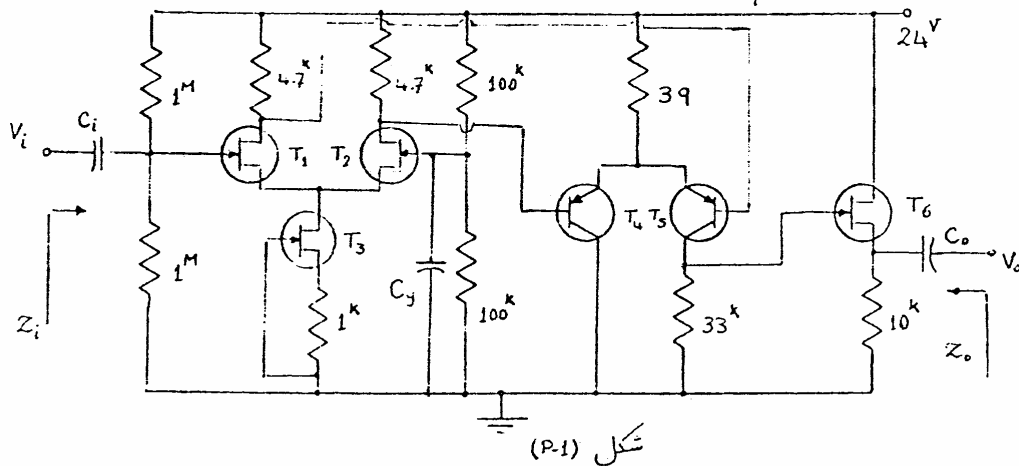 24V
1M
4.7k
4.7k
100k
39
Vi
Ci
T1
T2
T4
T5
T6
Co
Vo
T3
1M
Zi
1k
Cy
100k
33k
10k
Zo
شکل (P-1)